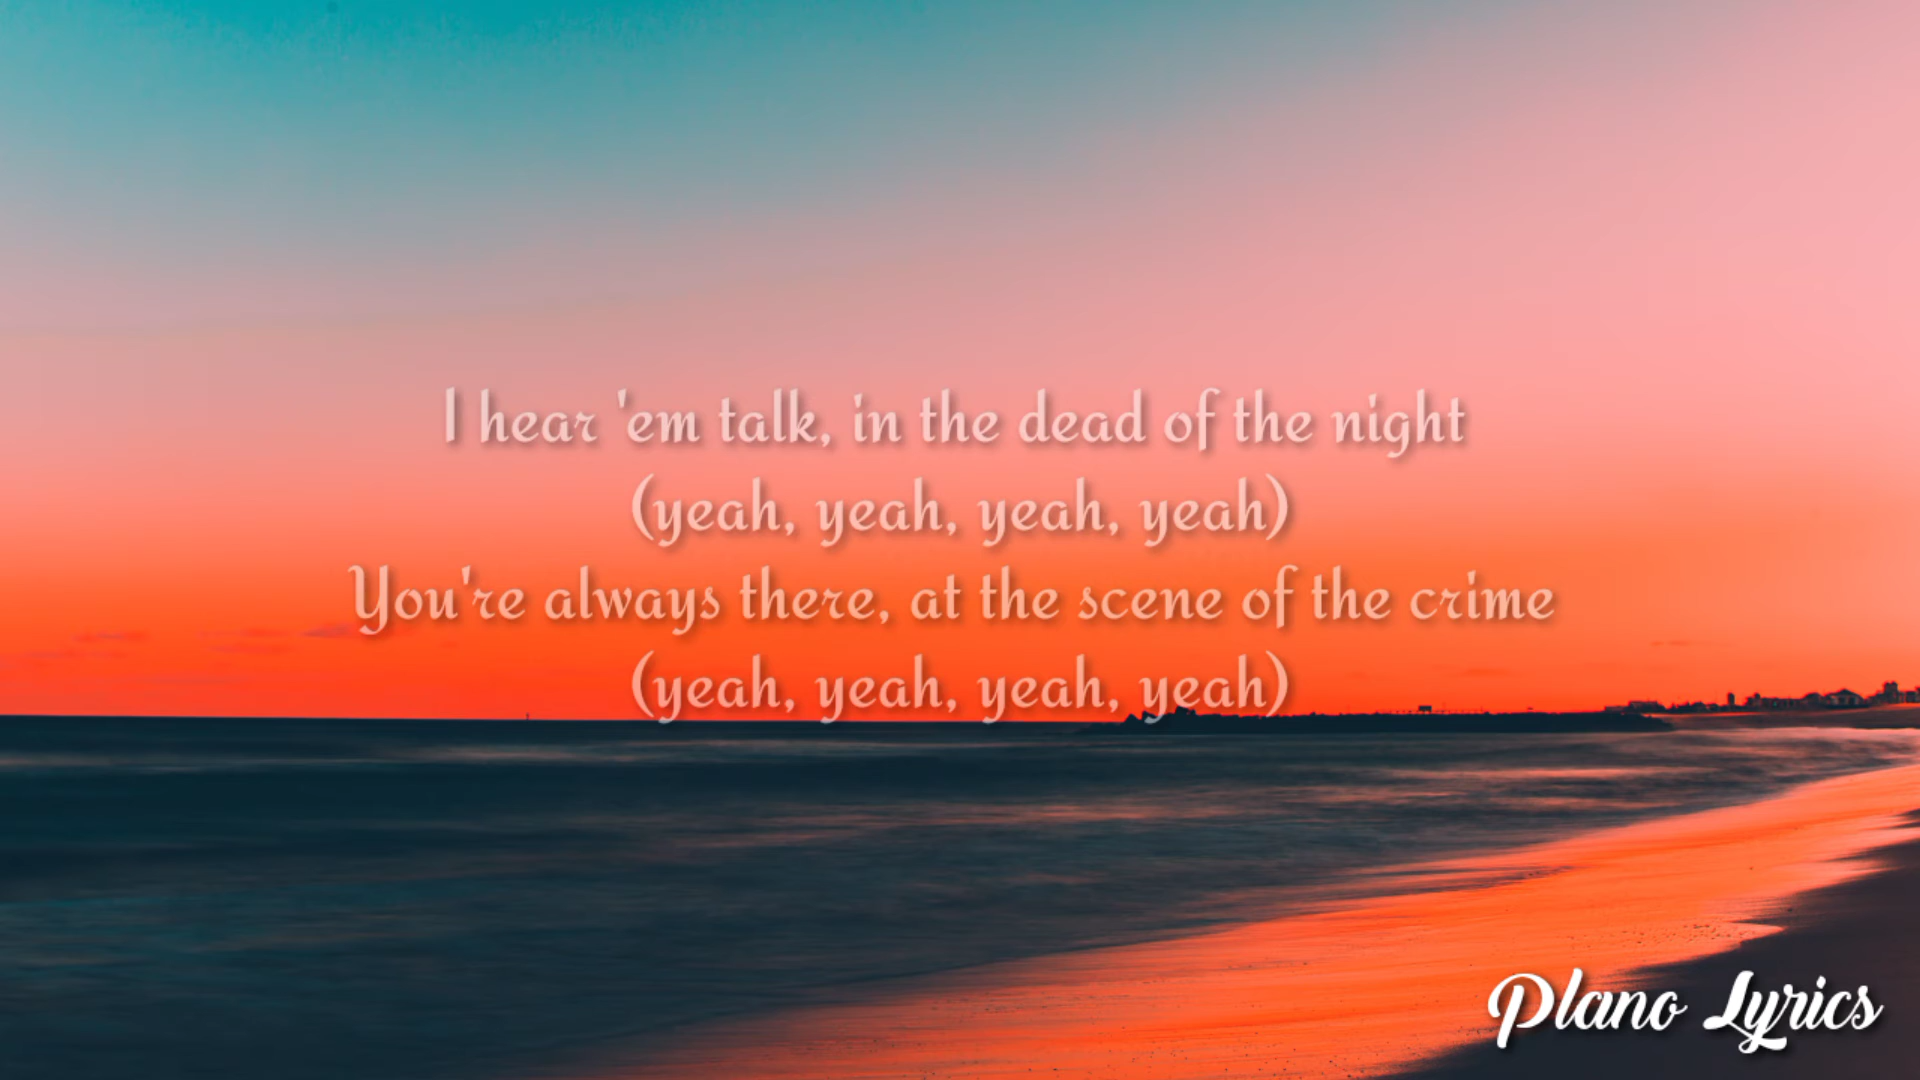 I hear 'em talk, in the dead of the night
(yeah, yeah, yeah, yeah)
You're always there, at the scene of the crime
(yeah, yeah, yeah, yeah)
Plano Lyrics